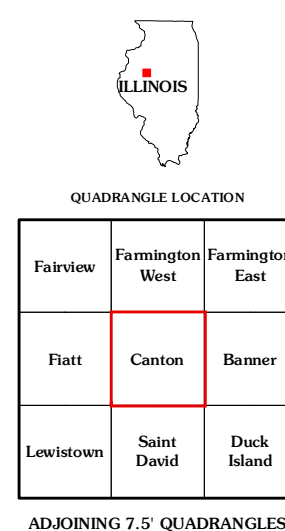 ILLINOIS
QUADRANGLE LOCATION
Fairview
Farmington
West
Farmington
East
Fiatt
Canton
Banner
Lewistown
Saint
David
Duck
Island
ADJOINING 7.5' QUADRANGLES